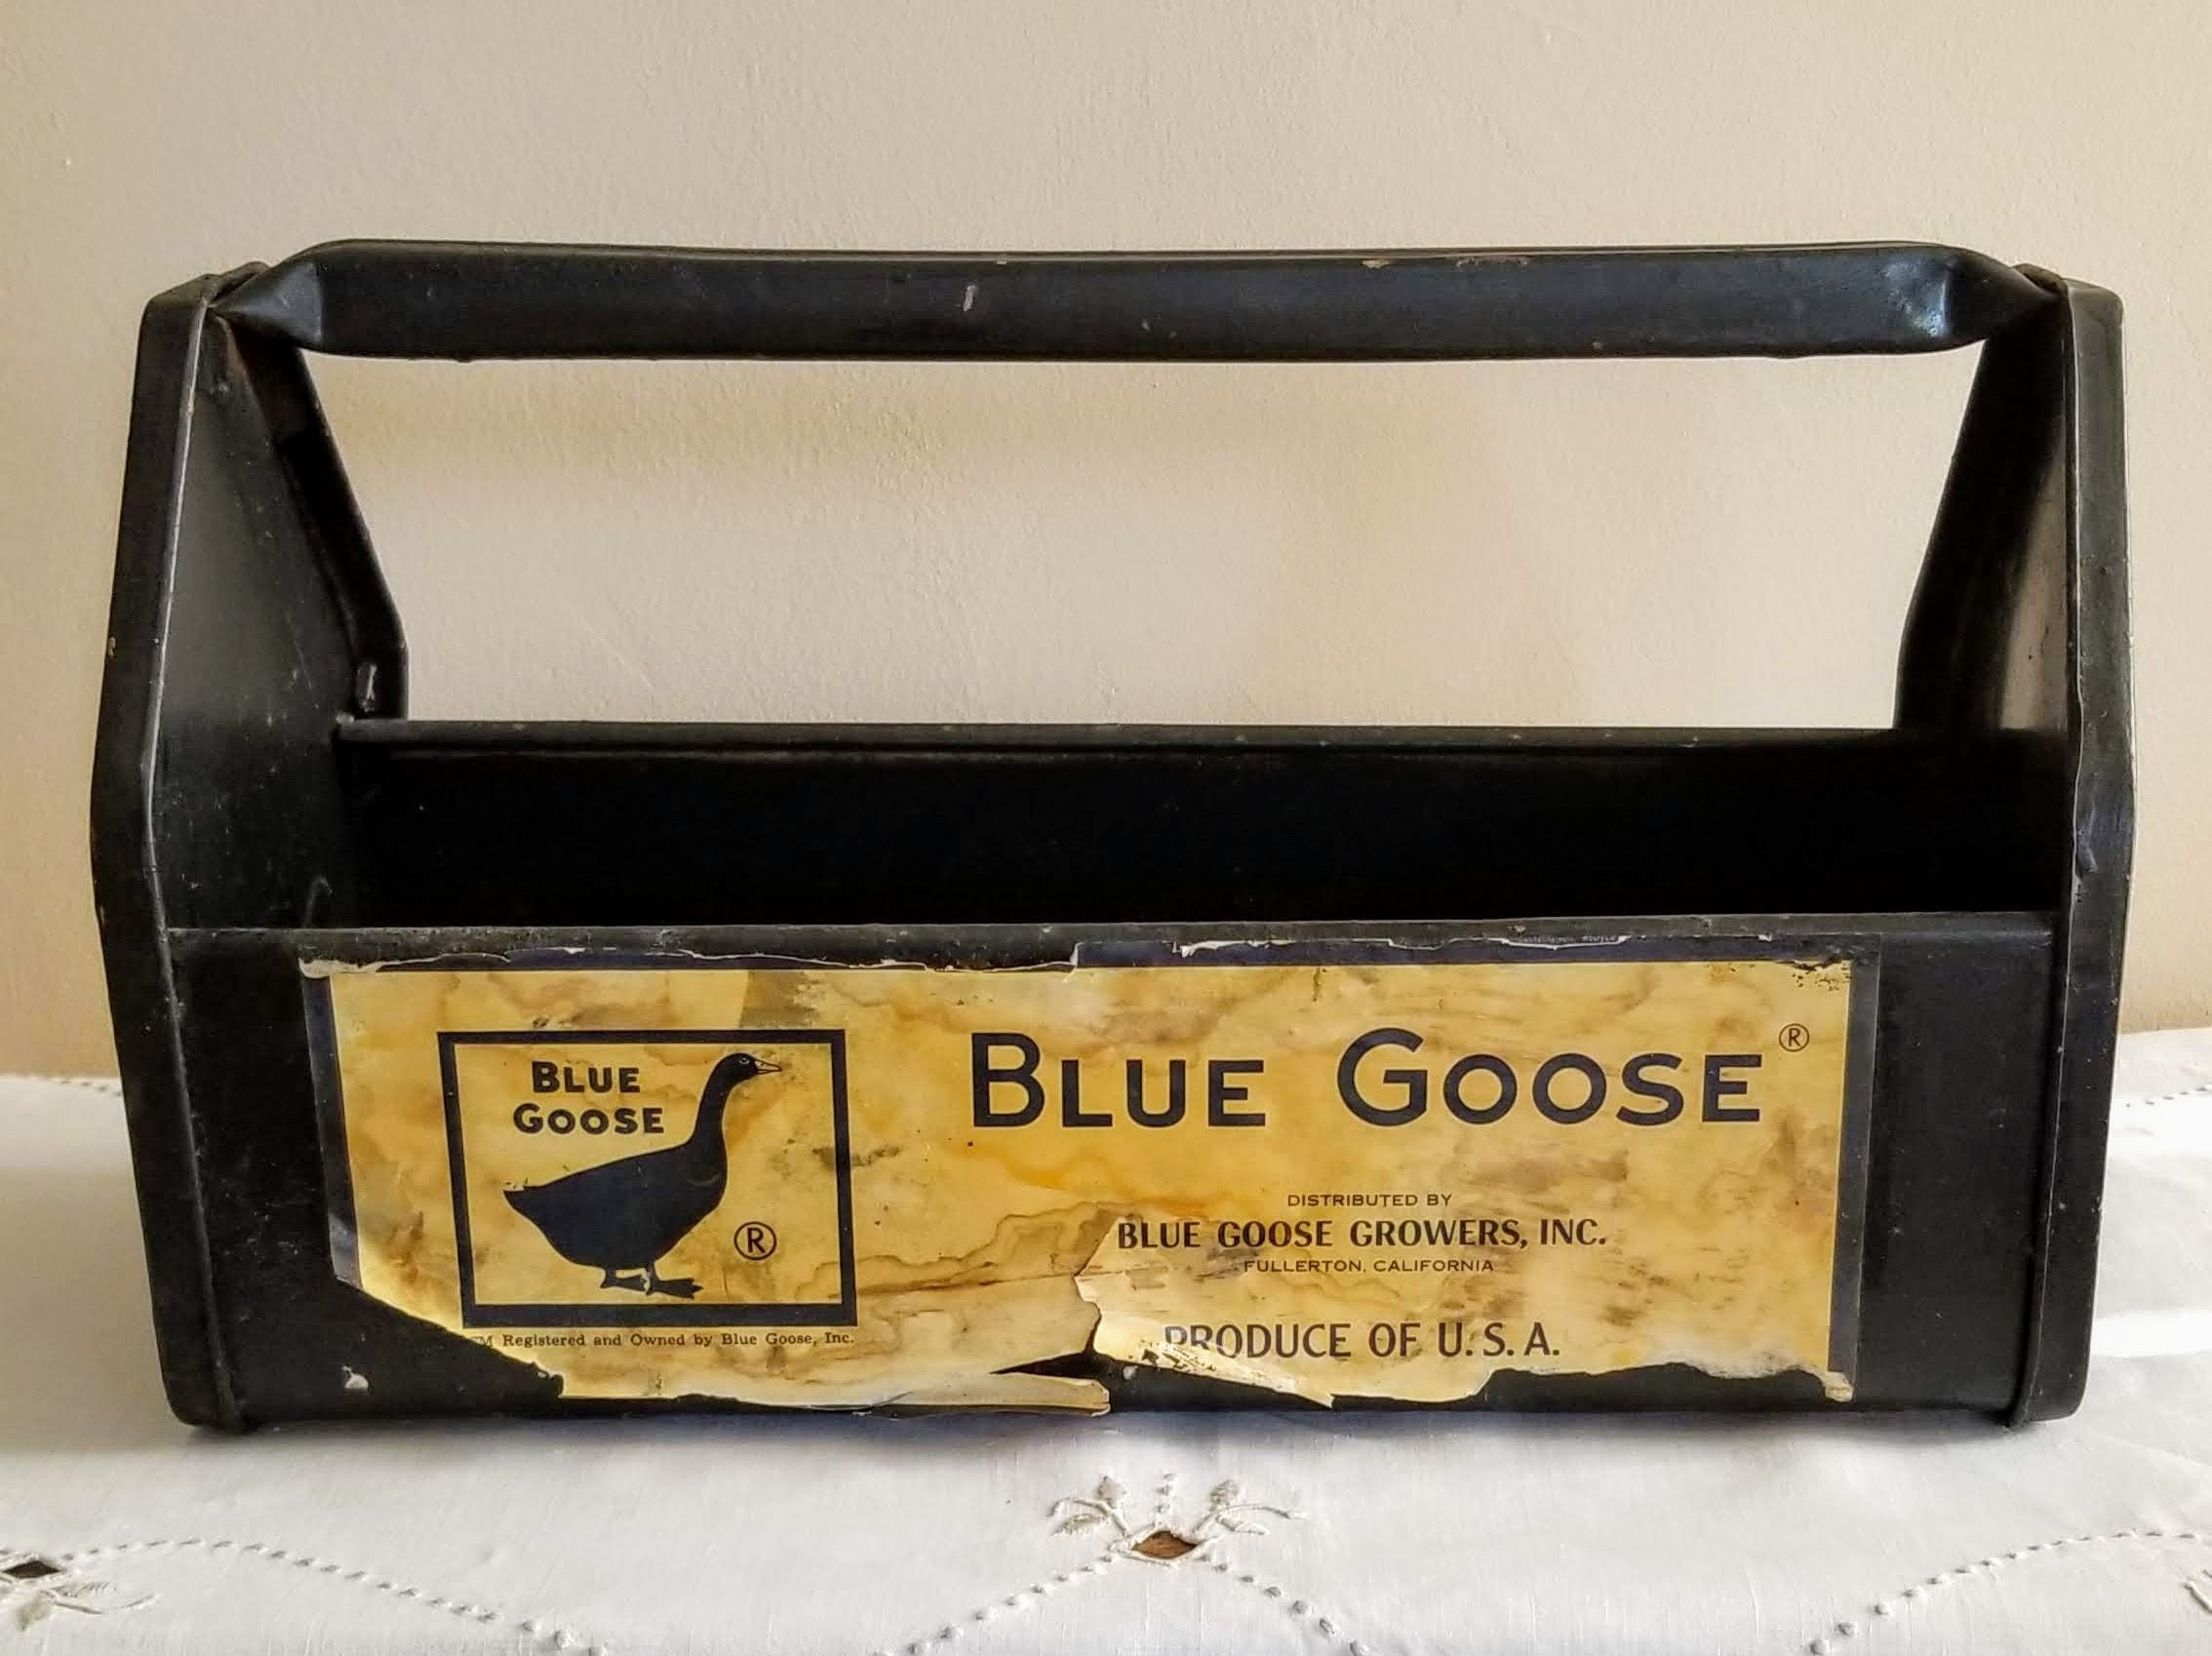 BLUE
GOOSE
®
TM Registered and Owned by Blue Goose, Inc.
BLUE GOOSE®
DISTRIBUTED BY
BLUE GOOSE GROWERS, INC.
FULLERTON, CALIFORNIA
PRODUCE OF U.S.A.